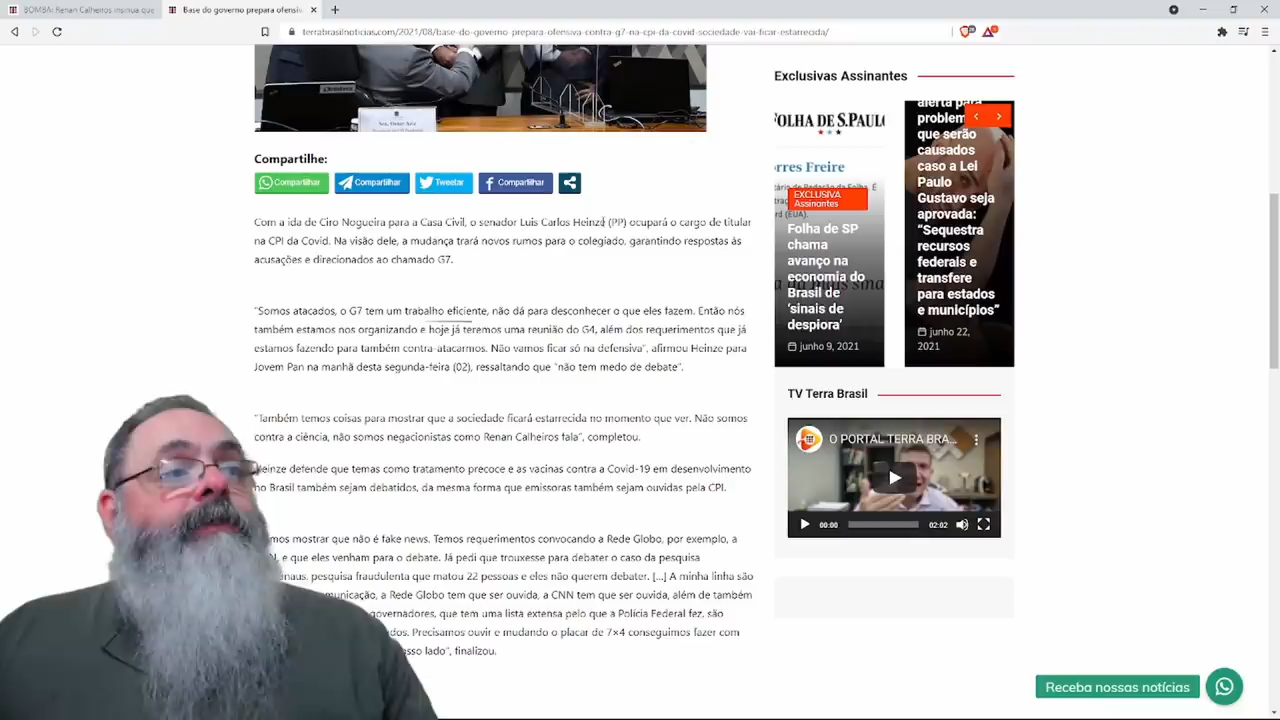 BOMBA: Renan Calheiros insinua que
Base do governo prepara ofensiv
terrabrasilnoticias.com/2021/08/base-do-governo-prepara-ofensiva-contra-g7-na-cpi-da-covid-sociedade-vai-ficar-estarrecida/
Compartilhe:
Compartilhar
Compartilhar
Tweetar
Compartilhar
Com a ida de Ciro Nogueira para a Casa Civil, o senador Luis Carlos Heinze (PP) ocupará o cargo de titular
na CPI da Covid. Na visão dele, a mudança trará novos rumos para o colegiado, garantindo respostas às
acusações e direcionados ao chamado G7.
“Somos atacados, o G7 tem um trabalho eficiente, não dá para desconhecer o que eles fazem. Então nós
também estamos nos organizando e hoje já teremos uma reunião do G4, além dos requerimentos que já
estamos fazendo para também contra-atacarmos. Não vamos ficar só na defensiva”, afirmou Heinze para
Jovem Pan na manhã desta segunda-feira (02), ressaltando que “não tem medo de debate”.
“Também temos coisas para mostrar que a sociedade ficará estarrecida no momento que ver. Não somos
contra a ciência, não somos negacionistas como Renan Calheiros fala”, completou.
Heinze defende que temas como tratamento precoce e as vacinas contra a Covid-19 em desenvolvimento
no Brasil também sejam debatidos, da mesma forma que emissoras também sejam ouvidas pela CPI.
mos mostrar que não é fake news. Temos requerimentos convocando a Rede Globo, por exemplo, a
e que eles venham para o debate. Já pedi que trouxesse para debater o caso da pesquisa
naus, pesquisa fraudulenta que matou 22 pessoas e eles não querem debater. [...] A minha linha são
municação, a Rede Globo tem que ser ouvida, a CNN tem que ser ouvida, além de também
governadores, que tem uma lista extensa pelo que a Polícia Federal fez, são
dos. Precisamos ouvir e mudando o placar de 7×4 conseguimos fazer com
sso lado”, finalizou.
Exclusivas Assinantes
FOLHA DE S.PAUL
orres Freire
EXCLUSIVA
Assinantes
Folha de SP
chama
avanço na
economia do
Brasil de
‘sinais de
despiora’
junho 9, 2021
alerta para
problem
que serão
causados
caso a Lei
Paulo
Gustavo seja
aprovada:
“Sequestra
recursos
federais e
transfere
para estados
e municípios”
junho 22,
2021
TV Terra Brasil
O PORTAL TERRA BRA...
00:00
02:02
Receba nossas notícias